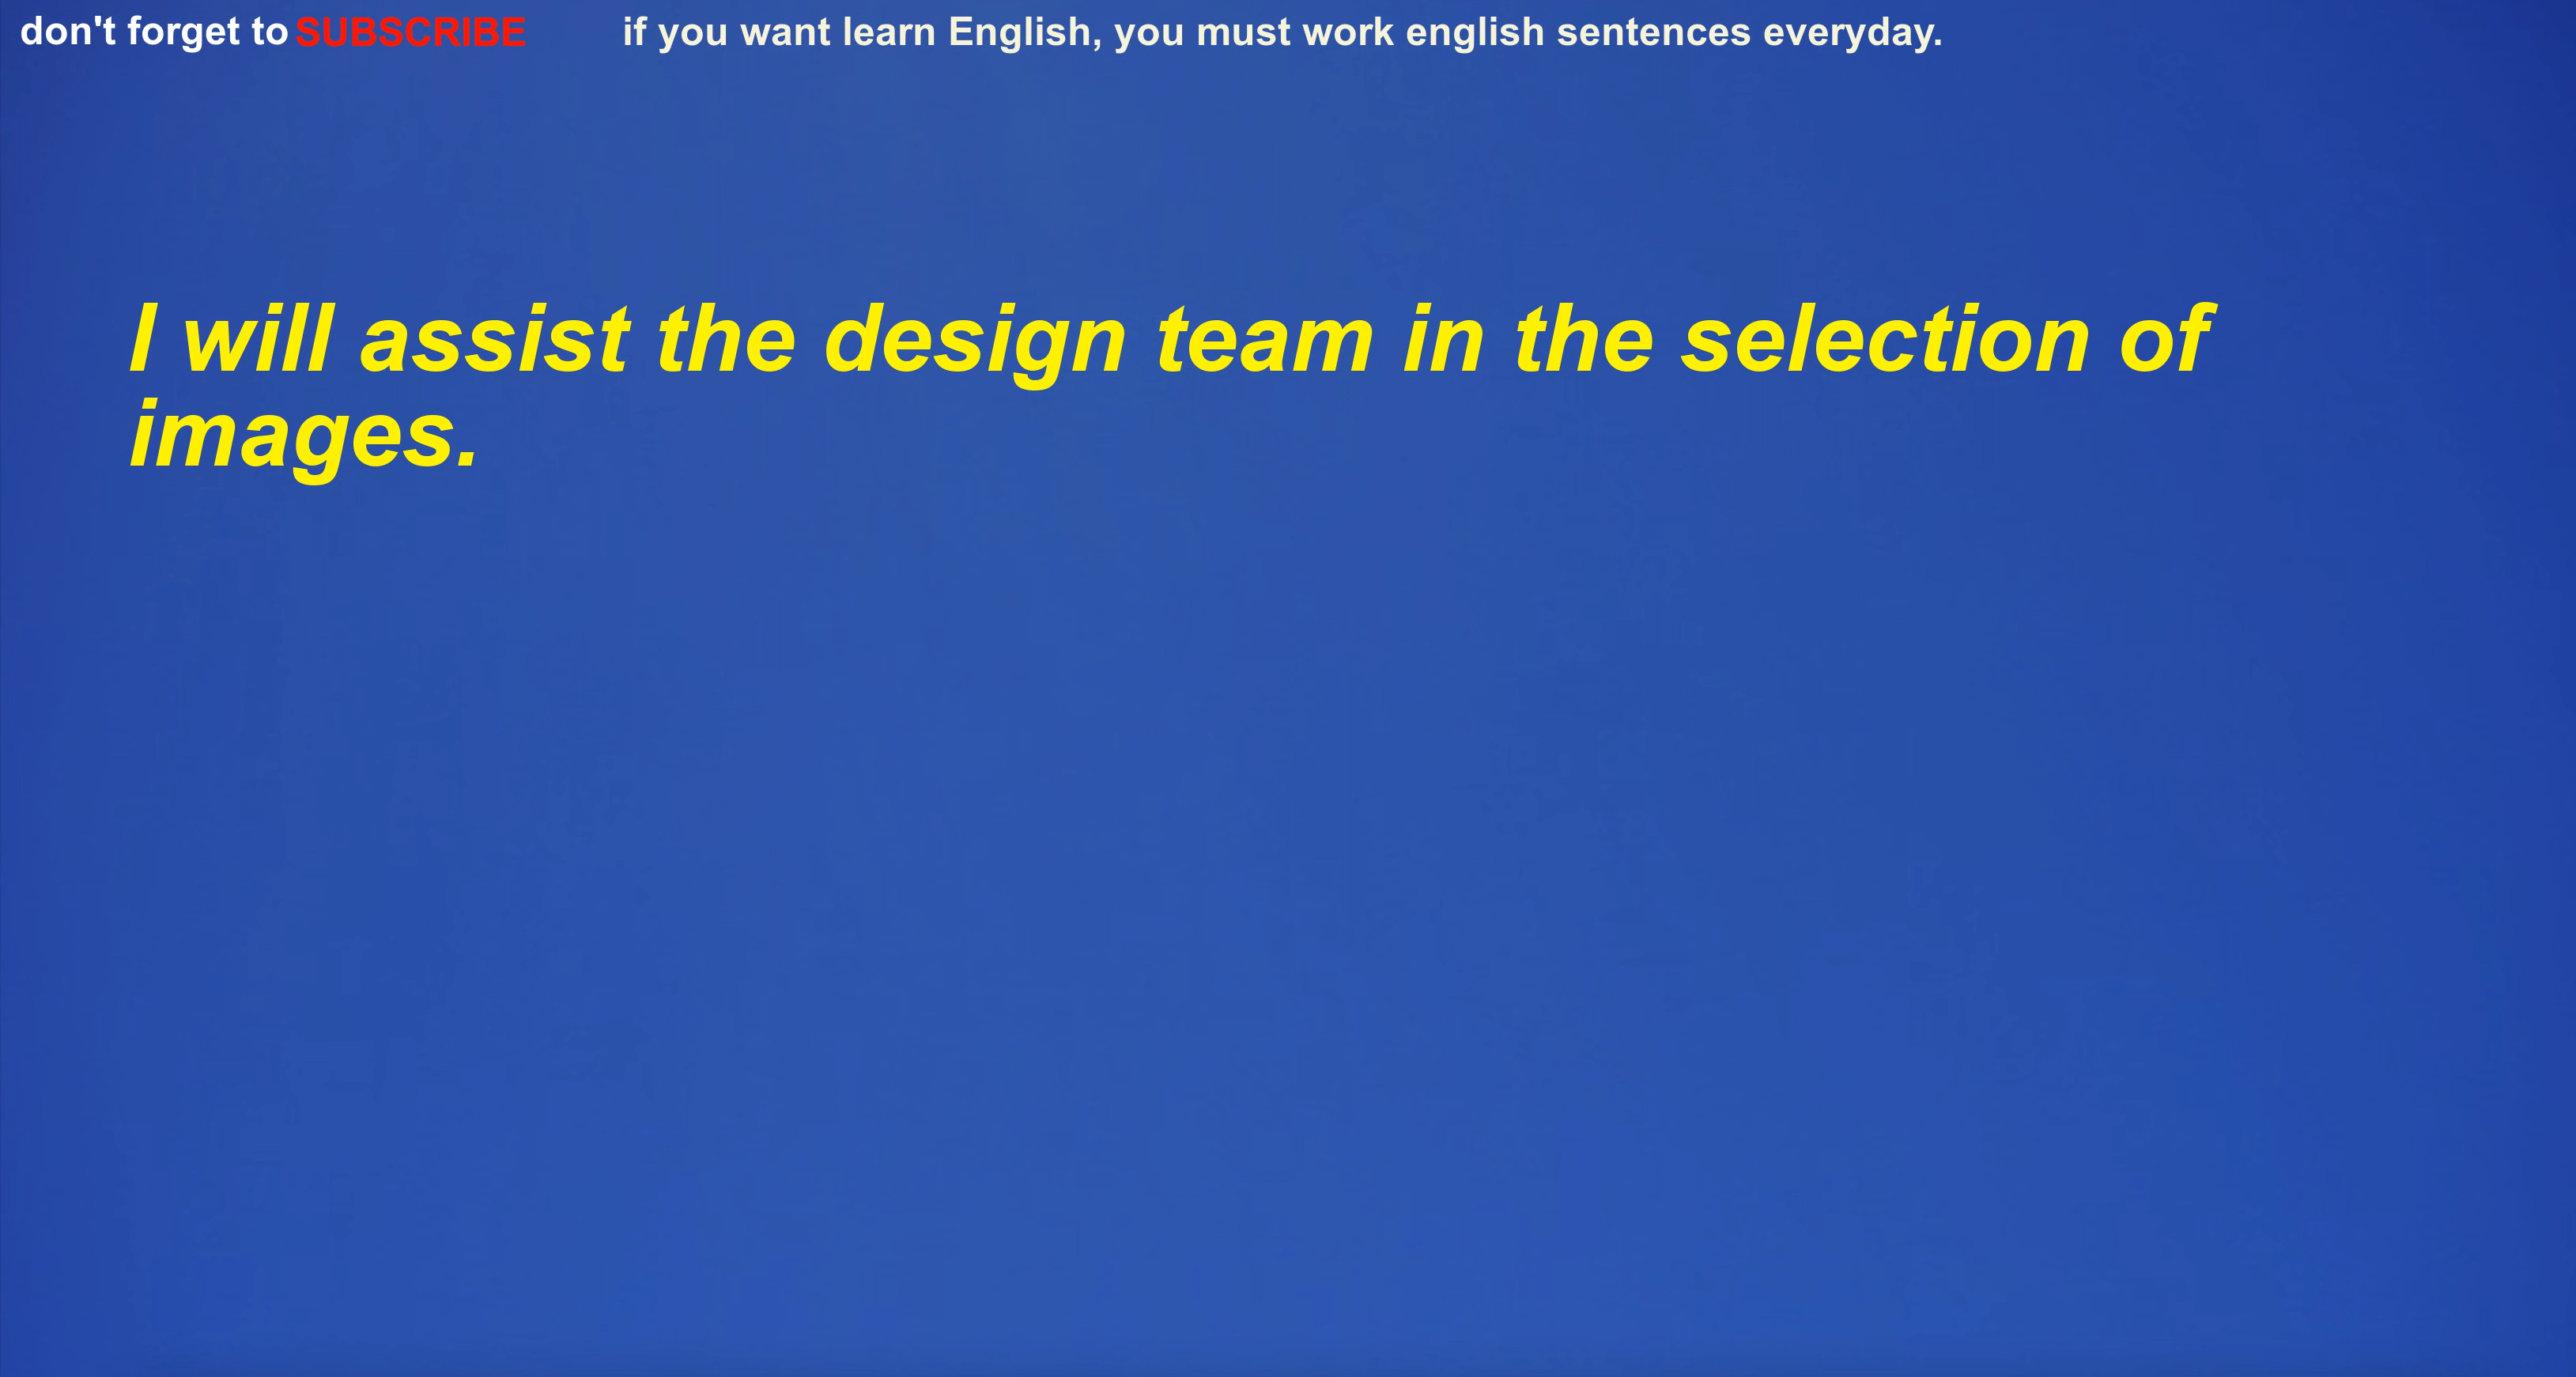 don't forget to SUBSCRIBE if you want learn English, you must work english sentences everyday.
I will assist the design team in the selection of
images.